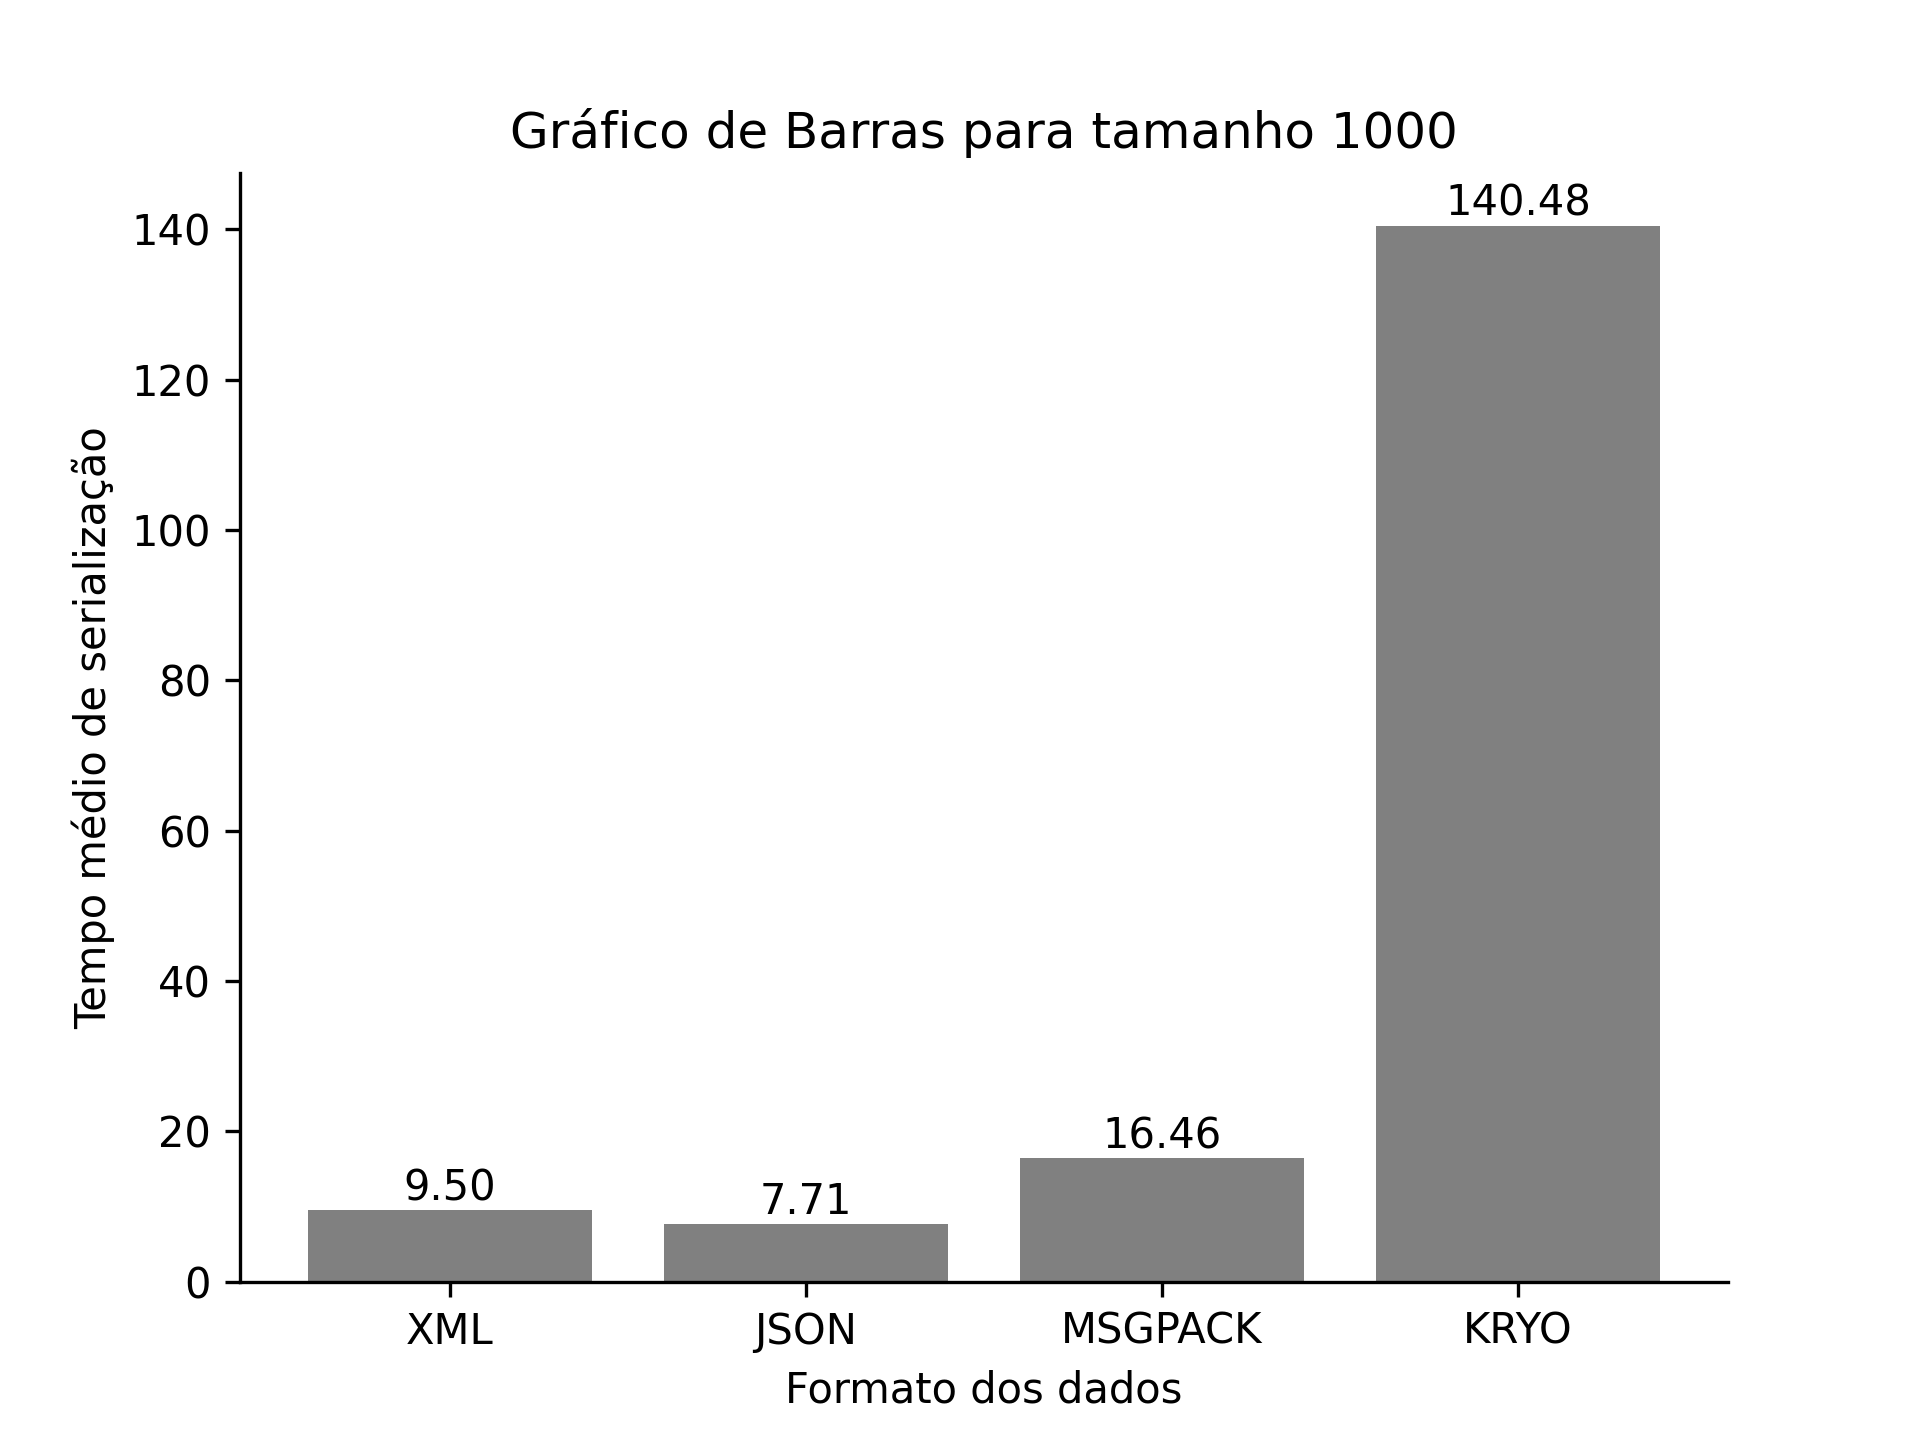 Gráfico de Barras para tamanho 1000
Tempo médio de serialização
140
120
100
80
60
40
20
0
9.50
7.71
16.46
140.48
XML
JSON
MSGPACK
KRYO
Formato dos dados